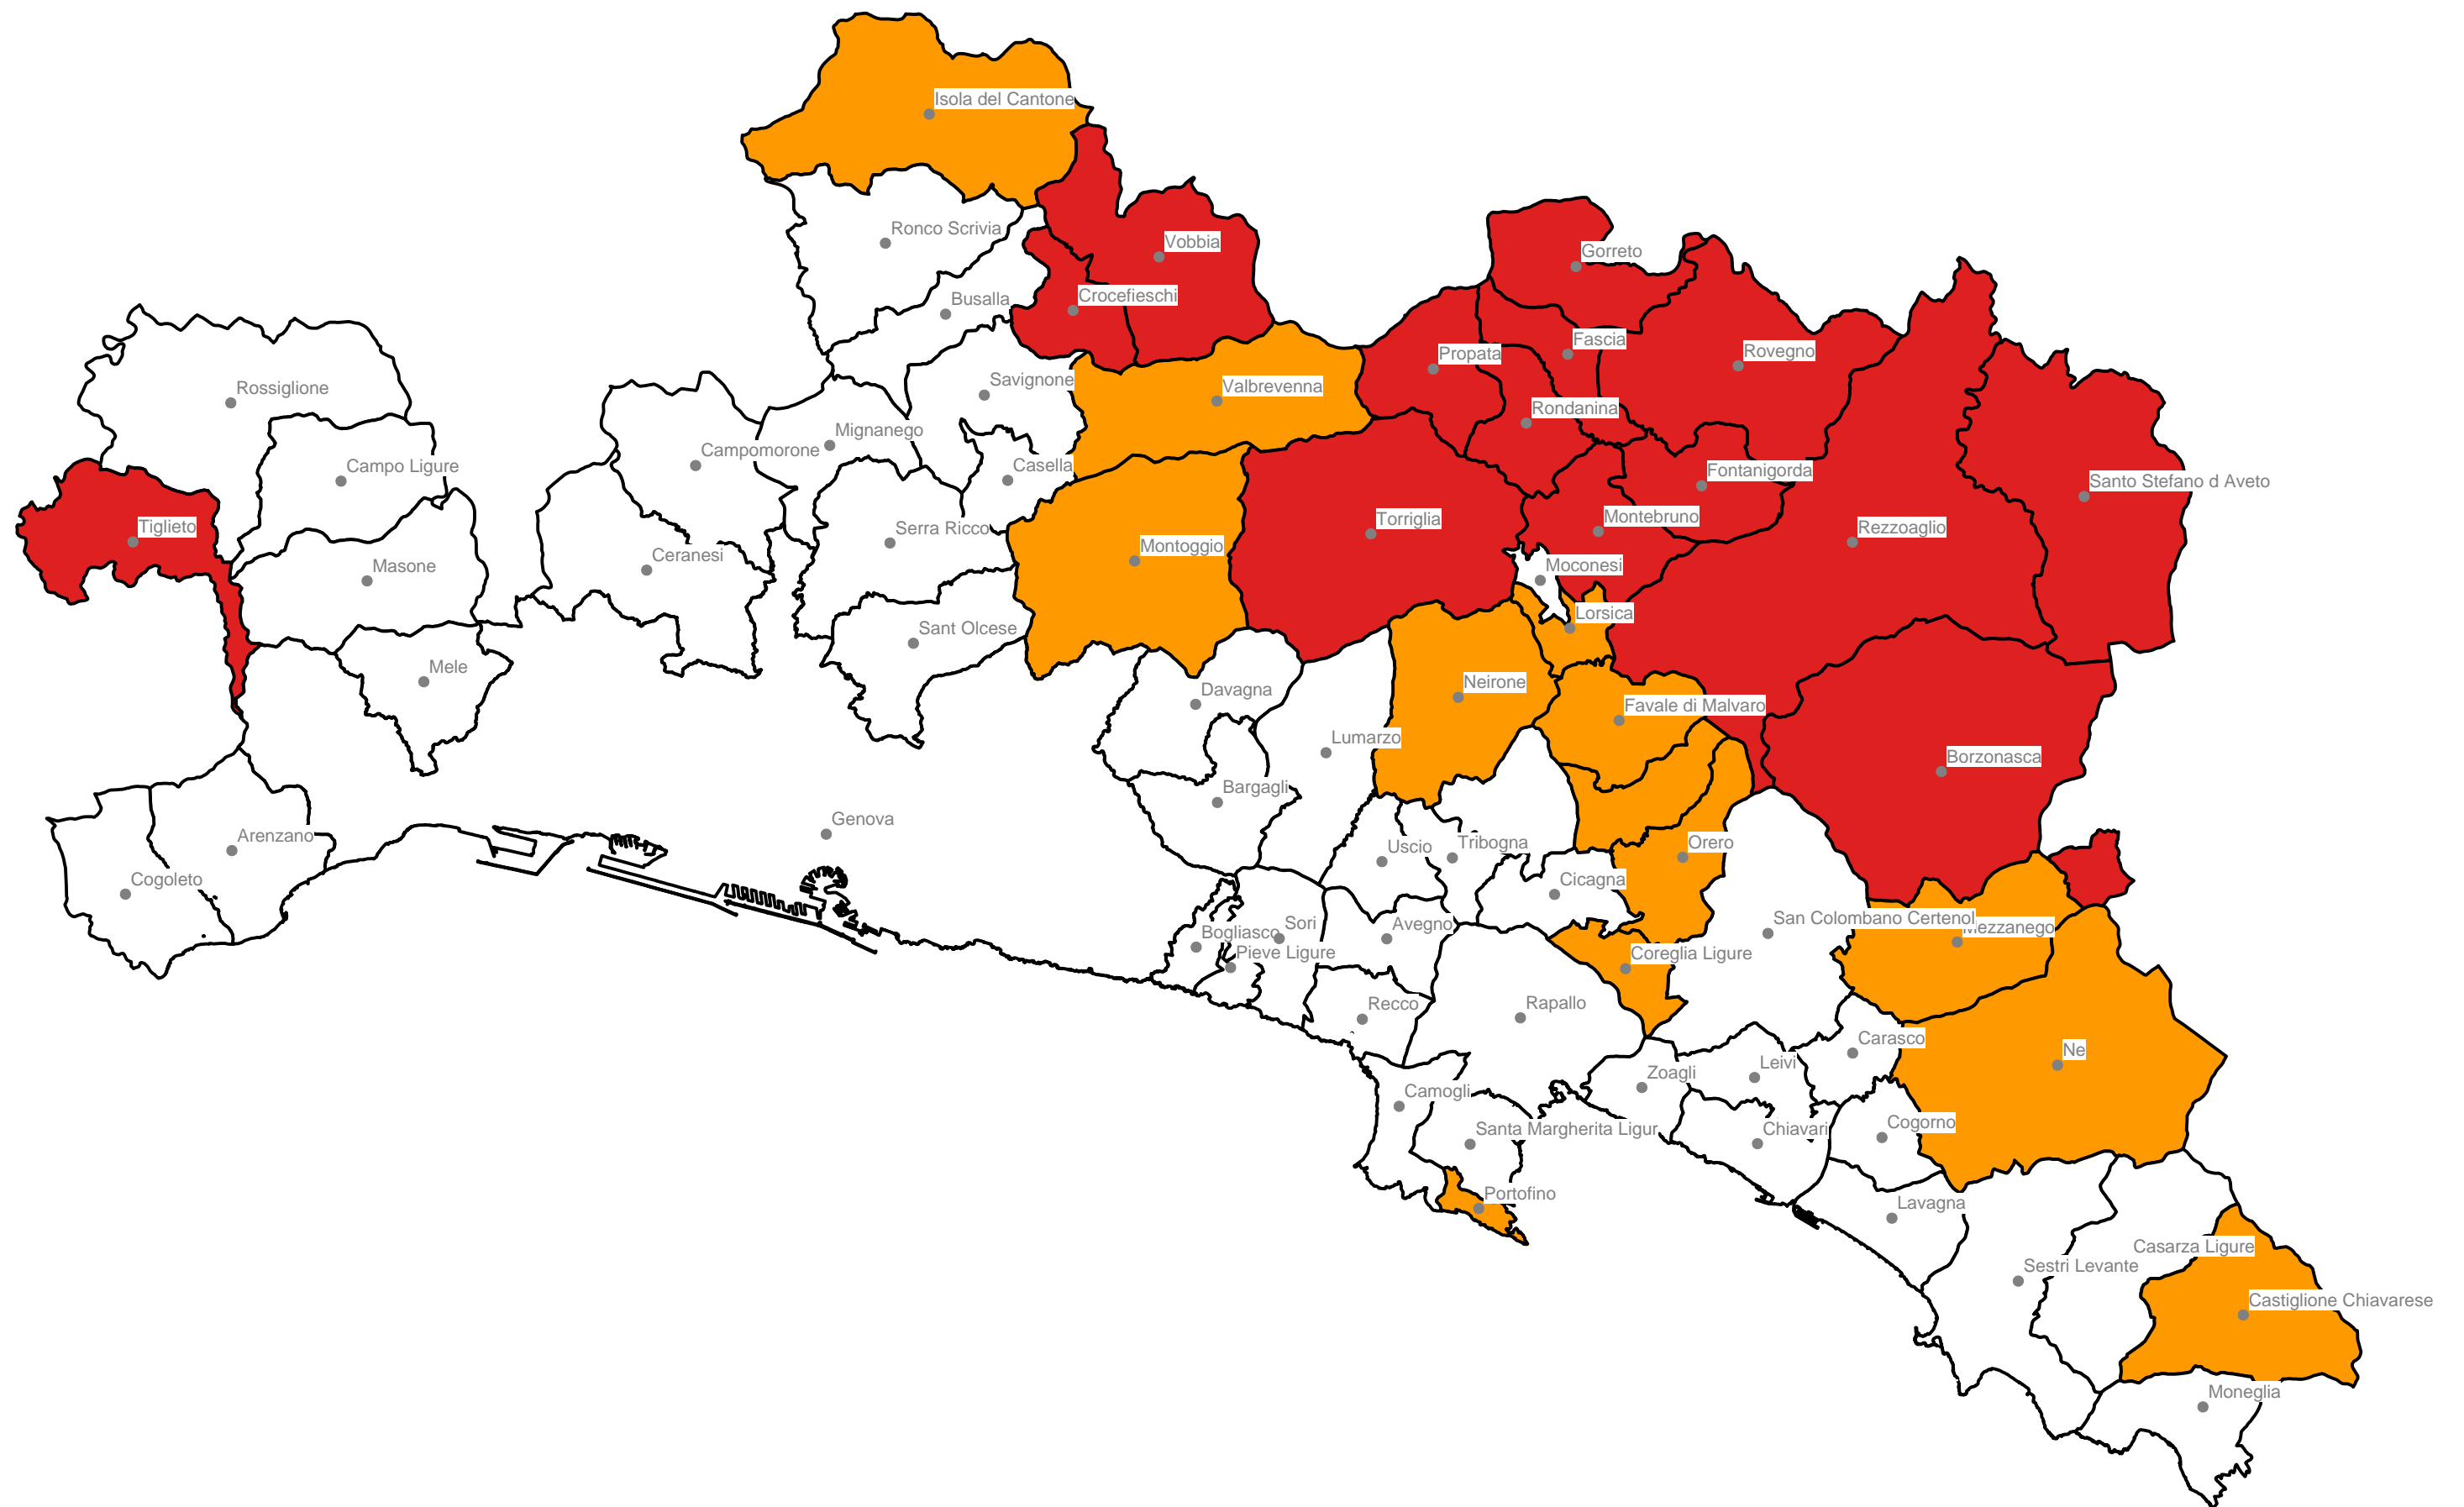 Isola del Cantone
Ronco Scrivia
Vobbia
Gorreto
Crocefieschi
Busalla
Fascia
Rovegno
Propata
Savignone
Valbrevenna
Rossiglione
Rondanina
Mignanego
Campomorone
Campo Ligure
Casella
Fontanigorda
Santo Stefano d Aveto
Tiglieto
Serra Ricco
Torriglia
Montebruno
Rezzoaglio
Montoggio
Ceranesi
Masone
Moconesi
Lorsica
Sant Olcese
Mele
Davagna
Neirone
Favale di Malvaro
Lumarzo
Borzonasca
Bargagli
Genova
Arenzano
Uscio
Tribogna
Orero
Cogoleto
Cicagna
San Colombano Certenol
Mezzanego
Sori
Avegno
Bogliasco
Pieve Ligure
Coreglia Ligure
Recco
Rapallo
Carasco
Ne
Leivi
Zoagli
Camogli
Santa Margherita Ligur
Chiavari
Cogorno
Portofino
Lavagna
Casarza Ligure
Sestri Levante
Castiglione Chiavarese
Moneglia